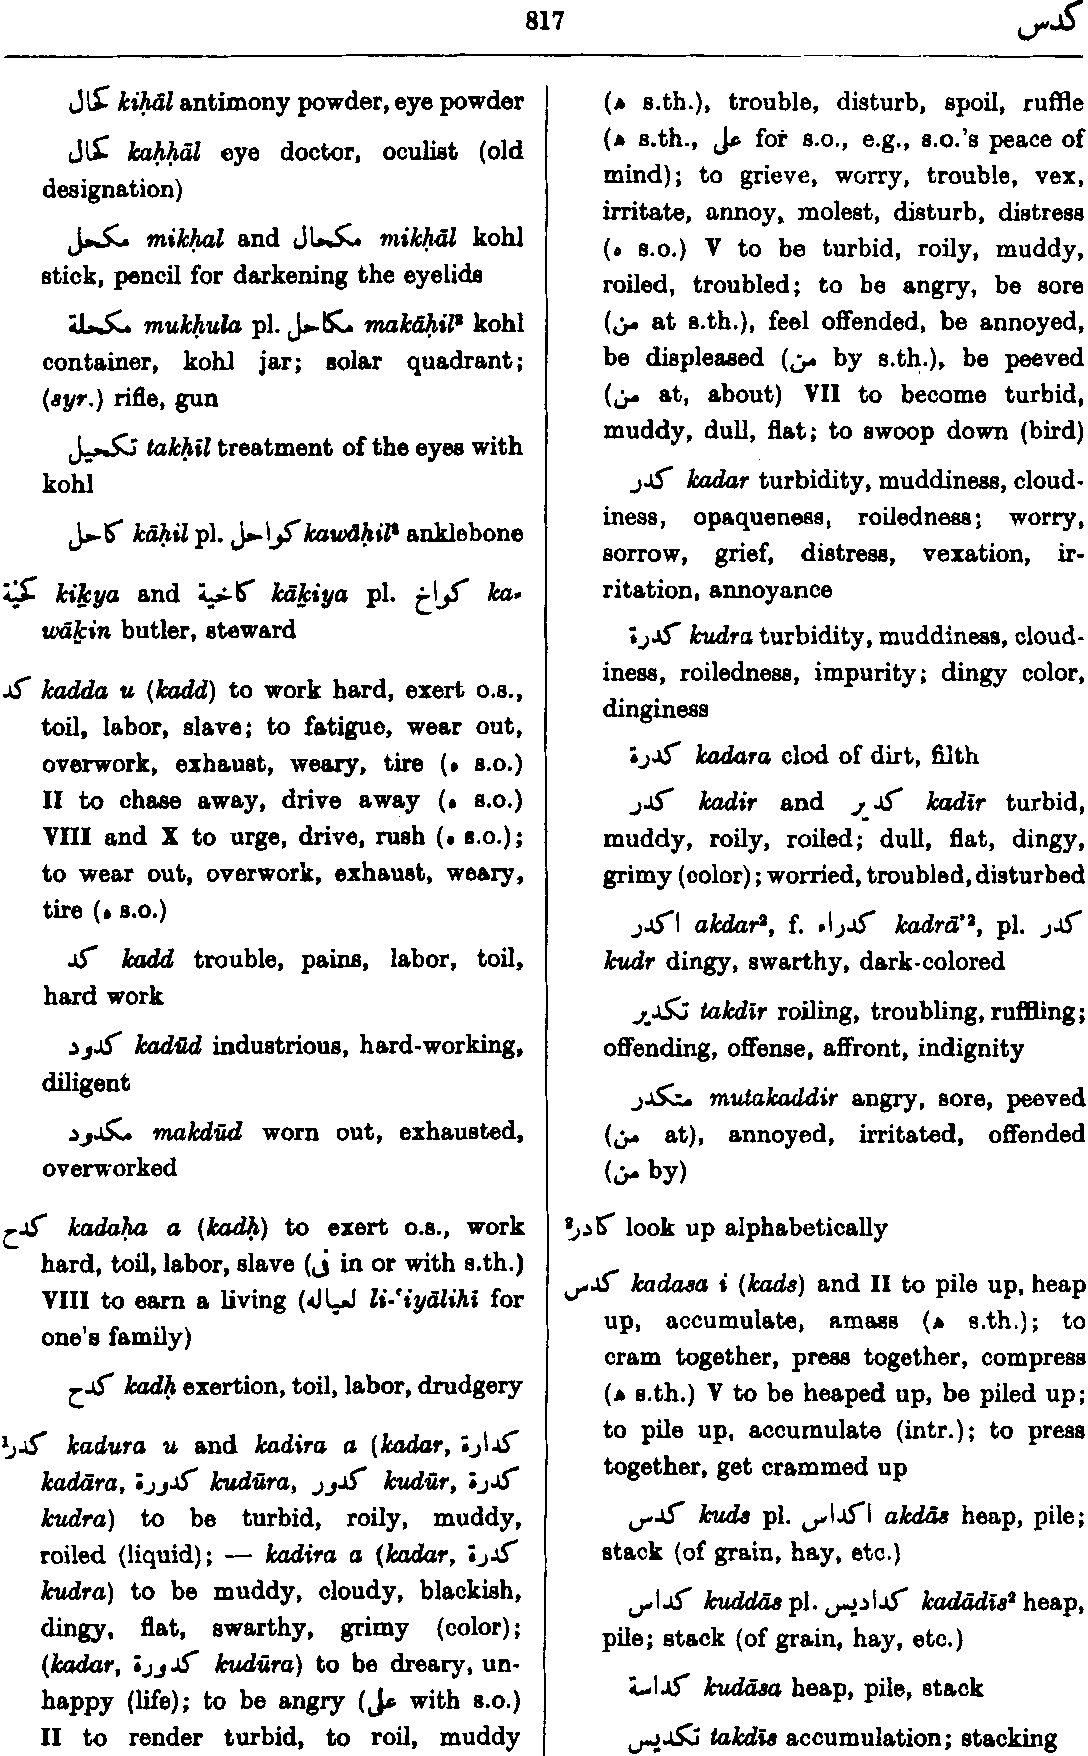 817
كدس
كحال kiḥāl antimony powder, eye powder
كحال kaḥḥāl eye doctor, oculist (old
designation)
مكحل mikḥal and مكحال mikḥāl kohl
stick, pencil for darkening the eyelids
مكحلة mukḥula pl. مكاحل makāḥil² kohl
container, kohl jar; solar quadrant;
(syr.) rifle, gun
تكحيل takḥīl treatment of the eyes with
kohl
كاحل kāḥil pl. كواحل kawāḥil² anklebone
كخية kiḵya and كاخية kāḵiya pl. كواخ ka-
wāḵin butler, steward
كد kadda u (kadd) to work hard, exert o.s.,
toil, labor, slave; to fatigue, wear out,
overwork, exhaust, weary, tire (ه s.o.)
II to chase away, drive away (ه s.o.)
VIII and X to urge, drive, rush (ه s.o.);
to wear out, overwork, exhaust, weary,
tire (ه s.o.)
كد kadd trouble, pains, labor, toil,
hard work
كدود kadūd industrious, hard-working,
diligent
مكدود makdūd worn out, exhausted,
overworked
كدح kadaḥa a (kadḥ) to exert o.s., work
hard, toil, labor, slave (فى in or with s.th.)
VIII to earn a living (لعياله li-‘iyālihi for
one's family)
كدح kadḥ exertion, toil, labor, drudgery
كدر¹ kadura u and kadira a (kadar, كدارة
kadāra, كدورة kudūra, كدور kudūr, كدرة
kudra) to be turbid, roily, muddy,
roiled (liquid); — kadira a (kadar, كدرة
kudra) to be muddy, cloudy, blackish,
dingy, flat, swarthy, grimy (color);
(kadar, كدورة kudūra) to be dreary, un-
happy (life); to be angry (على with s.o.)
II to render turbid, to roil, muddy
(ﻫ s.th.), trouble, disturb, spoil, ruffle
(ﻫ s.th., على for s.o., e.g., s.o.'s peace of
mind); to grieve, worry, trouble, vex,
irritate, annoy, molest, disturb, distress
(ه s.o.) V to be turbid, roily, muddy,
roiled, troubled; to be angry, be sore
(من at s.th.), feel offended, be annoyed,
be displeased (من by s.th.), be peeved
(من at, about) VII to become turbid,
muddy, dull, flat; to swoop down (bird)
كدر kadar turbidity, muddiness, cloud-
iness, opaqueness, roiledness; worry,
sorrow, grief, distress, vexation, ir-
ritation, annoyance
كدرة kudra turbidity, muddiness, cloud-
iness, roiledness, impurity; dingy color,
dinginess
كدرة kadara clod of dirt, filth
كدر kadir and كدير kadīr turbid,
muddy, roily, roiled; dull, flat, dingy,
grimy (color); worried, troubled, disturbed
اكدر akdar², f. كدراء kadrā’², pl. كدر
kudr dingy, swarthy, dark-colored
تكدير takdīr roiling, troubling, ruffling;
offending, offense, affront, indignity
متكدر mutakaddir angry, sore, peeved
(من at), annoyed, irritated, offended
(من by)
كادر² look up alphabetically
كدس kadasa i (kads) and II to pile up, heap
up, accumulate, amass (ﻫ s.th.); to
cram together, press together, compress
(ﻫ s.th.) V to be heaped up, be piled up;
to pile up, accumulate (intr.); to press
together, get crammed up
كدس kuds pl. اكداس akdās heap, pile;
stack (of grain, hay, etc.)
كداس kuddās pl. كداديس kadādīs² heap,
pile; stack (of grain, hay, etc.)
كداسة kudāsa heap, pile, stack
تكديس takdīs accumulation; stacking